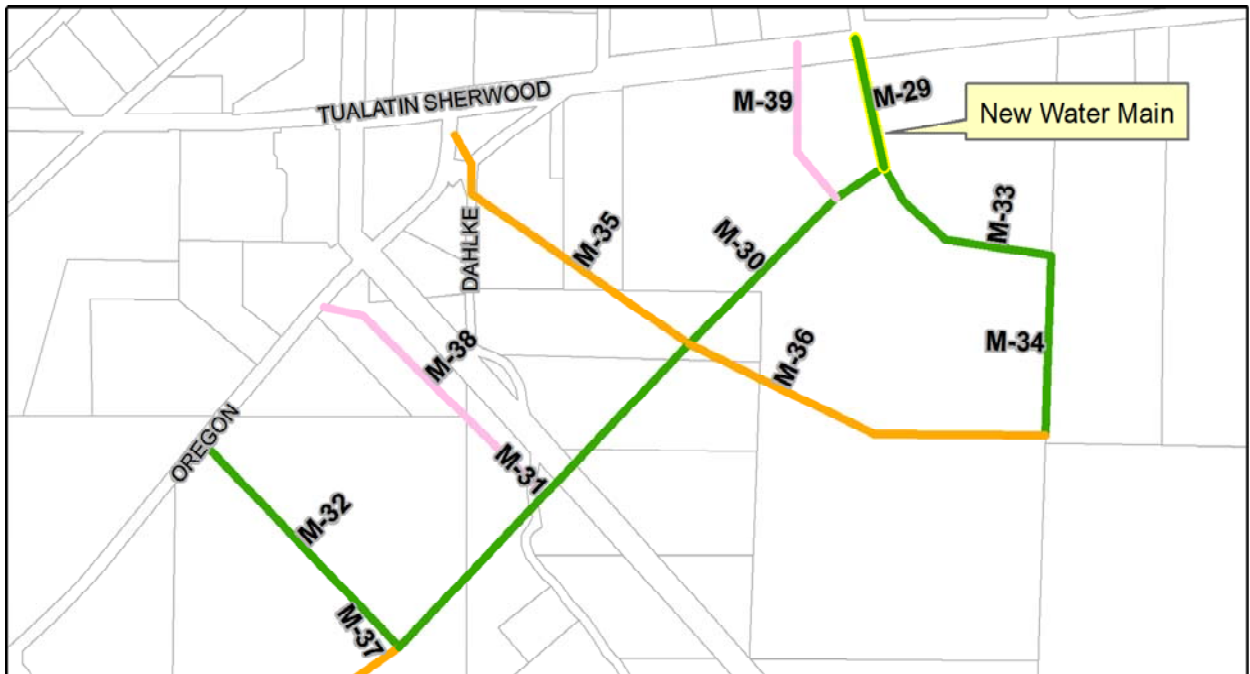 TUALATIN SHERWOOD
M-39
M-29
New Water Main
M-33
DAHLKE
M-35
M-30
M-34
M-38
M-36
OREGON
M-31
M-32
M-37